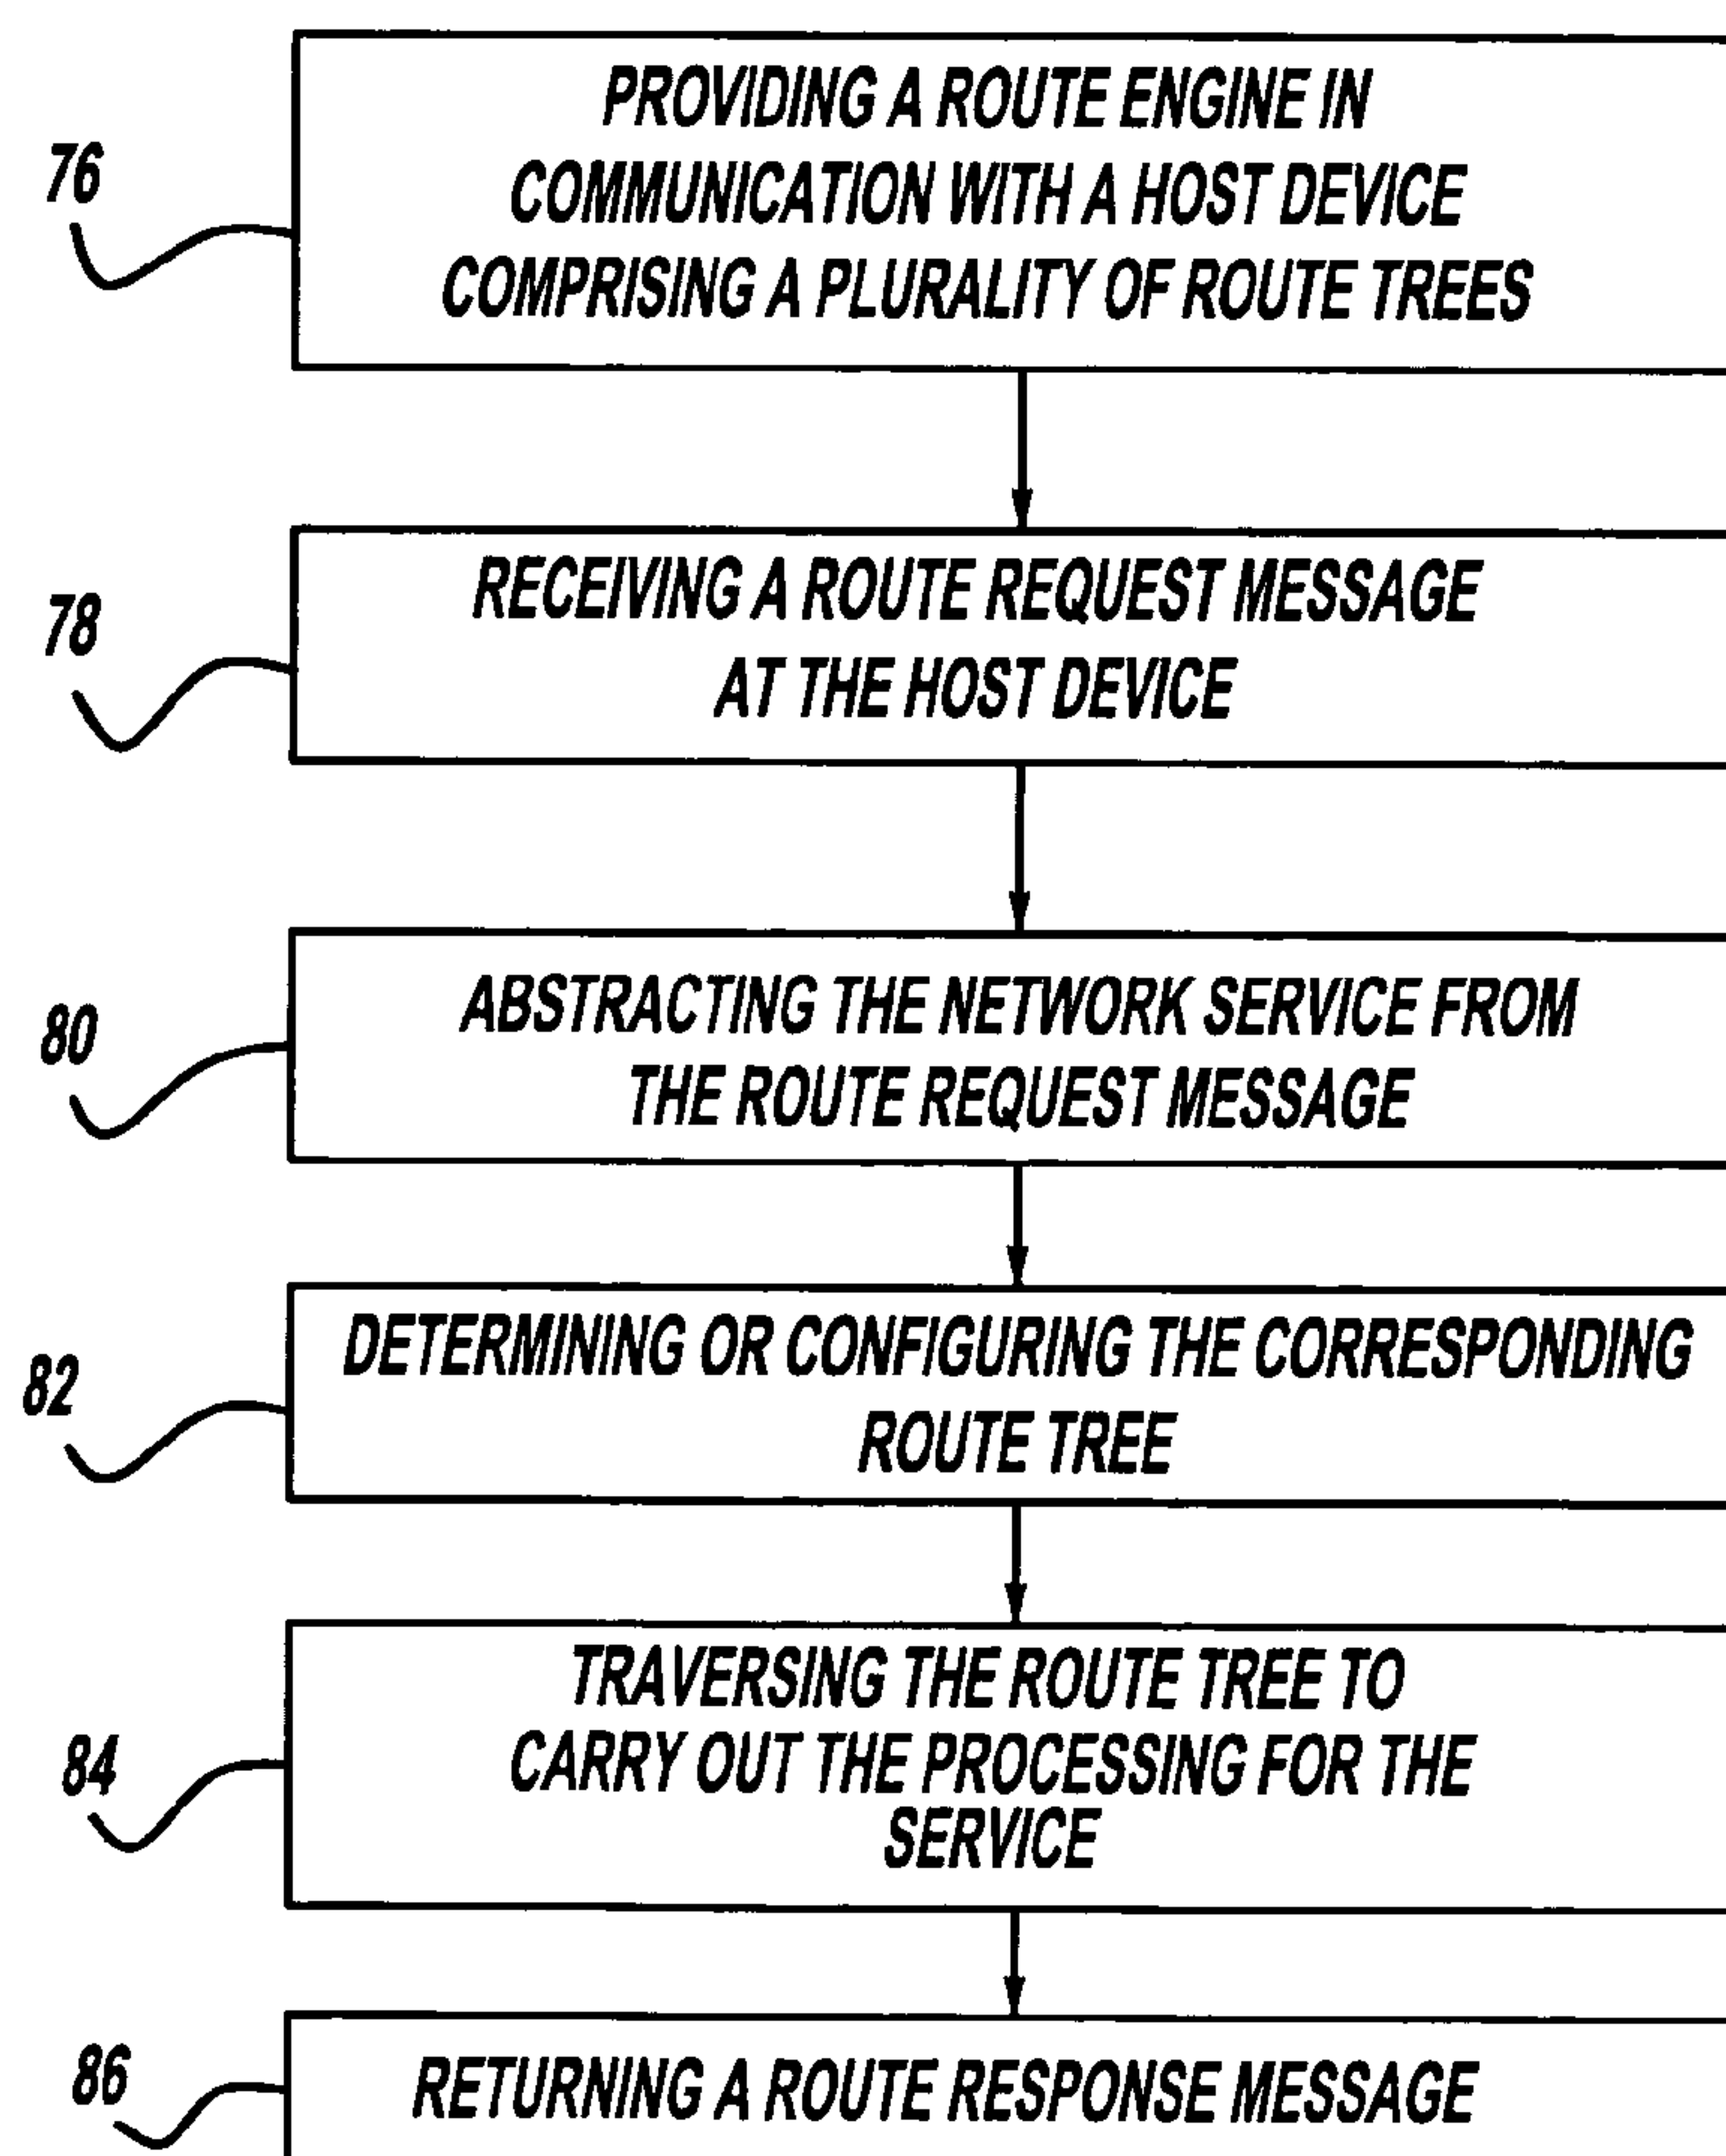 76
PROVIDING A ROUTE ENGINE IN
COMMUNICATION WITH A HOST DEVICE
COMPRISING A PLURALITY OF ROUTE TREES
78
RECEIVING A ROUTE REQUEST MESSAGE
AT THE HOST DEVICE
80
ABSTRACTING THE NETWORK SERVICE FROM
THE ROUTE REQUEST MESSAGE
82
DETERMINING OR CONFIGURING THE CORRESPONDING
ROUTE TREE
84
TRAVERSING THE ROUTE TREE TO
CARRY OUT THE PROCESSING FOR THE
SERVICE
86
RETURNING A ROUTE RESPONSE MESSAGE